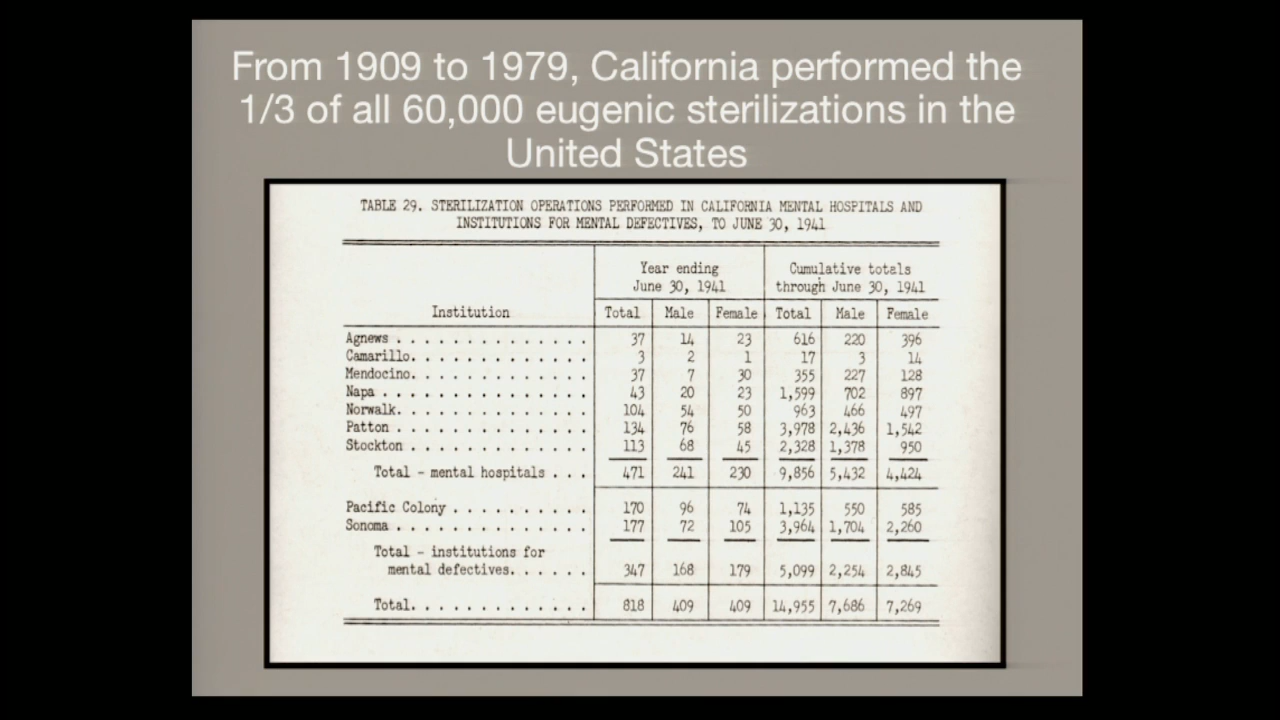 From 1909 to 1979, California performed the
1/3 of all 60,000 eugenic sterilizations in the
United States
TABLE 29. STERILIZATION OPERATIONS PERFORMED IN CALIFORNIA MENTAL HOSPITALS AND
INSTITUTIONS FOR MENTAL DEFECTIVES, TO JUNE 30, 1941
Year ending Cumulative totals
June 30, 1941 through June 30, 1941
Institution Total Male Female Total Male Female
Agnews . . . . . . . . . . . . . . 37 14 23 616 220 396
Camarillo. . . . . . . . . . . . . 3 2 1 17 3 14
Mendocino. . . . . . . . . . . . . 37 7 30 355 227 128
Napa . . . . . . . . . . . . . . . 43 20 23 1,599 702 897
Norwalk. . . . . . . . . . . . . . 104 54 50 963 466 497
Patton . . . . . . . . . . . . . . 134 76 58 3,978 2,436 1,542
Stockton . . . . . . . . . . . . . 113 68 45 2,328 1,378 950
Total - mental hospitals . . . 471 241 230 9,856 5,432 4,424
Pacific Colony . . . . . . . . . . 170 96 74 1,135 550 585
Sonoma . . . . . . . . . . . . . . 177 72 105 3,964 1,704 2,260
Total - institutions for
mental defectives. . . . . . 347 168 179 5,099 2,254 2,845
Total. . . . . . . . . . . . . 818 409 409 14,955 7,686 7,269